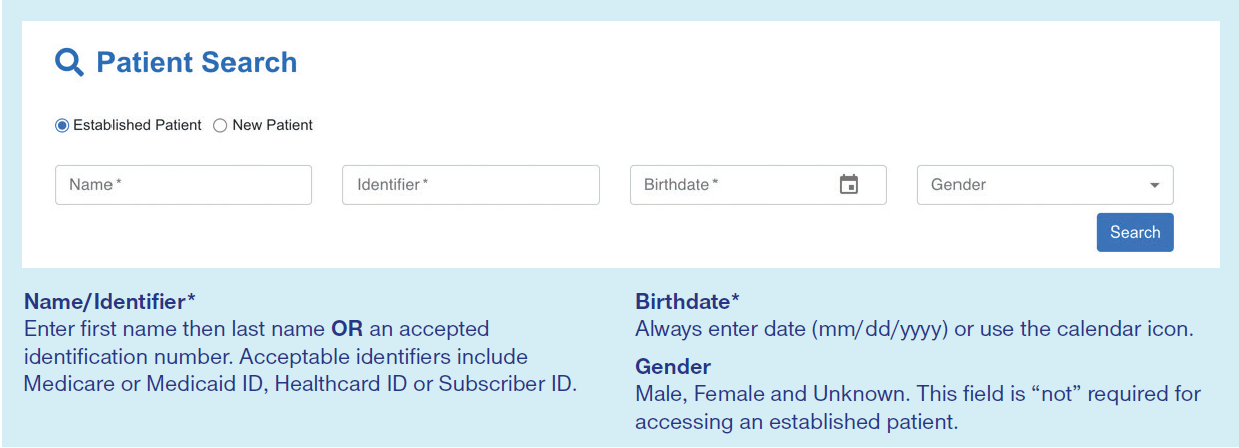 Patient Search
Established Patient New Patient
Name* Identifier* Birthdate* Gender
Search
Name/Identifier*
Enter first name then last name OR an accepted
identification number. Acceptable identifiers include
Medicare or Medicaid ID, Healthcard ID or Subscriber ID.
Birthdate*
Always enter date (mm/dd/yyyy) or use the calendar icon.
Gender
Male, Female and Unknown. This field is “not” required for
accessing an established patient.